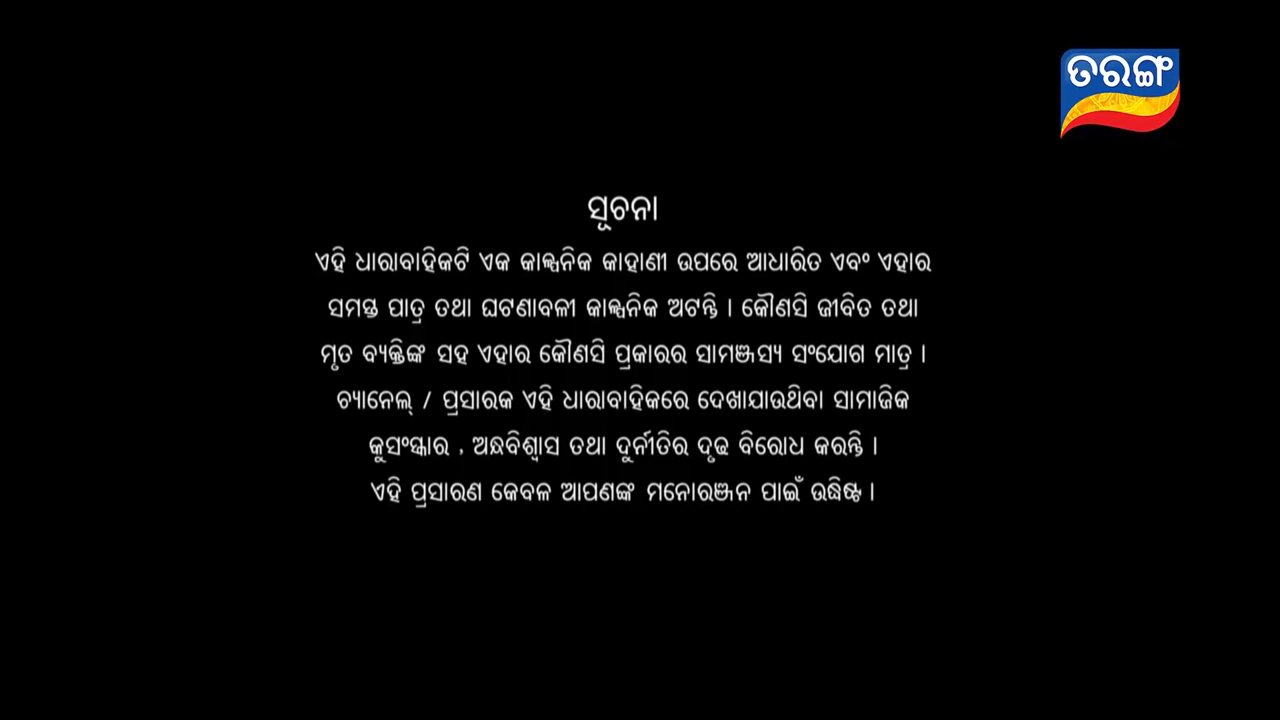 ତରଙ୍ଗ
ସୂଚନା
ଏହି ଧାରାବାହିକଟି ଏକ କାଳ୍ପନିକ କାହାଣୀ ଉପରେ ଆଧାରିତ ଏବଂ ଏହାର
ସମସ୍ତ ପାତ୍ର ତଥା ଘଟଣାବଳୀ କାଳ୍ପନିକ ଅଟନ୍ତି । କୌଣସି ଜୀବିତ ତଥା
ମୃତ ବ୍ୟକ୍ତିଙ୍କ ସହ ଏହାର କୌଣସି ପ୍ରକାରର ସାମଞ୍ଜସ୍ୟ ସଂଯୋଗ ମାତ୍ର ।
ଚ୍ୟାନେଲ୍ / ପ୍ରସାରକ ଏହି ଧାରାବାହିକରେ ଦେଖାଯାଉଥିବା ସାମାଜିକ
କୁସଂସ୍କାର , ଅନ୍ଧବିଶ୍ୱାସ ତଥା ଦୁର୍ନୀତିର ଦୃଢ ବିରୋଧ କରନ୍ତି ।
ଏହି ପ୍ରସାରଣ କେବଳ ଆପଣଙ୍କ ମନୋରଞ୍ଜନ ପାଇଁ ଉଦ୍ଧିଷ୍ଟ ।